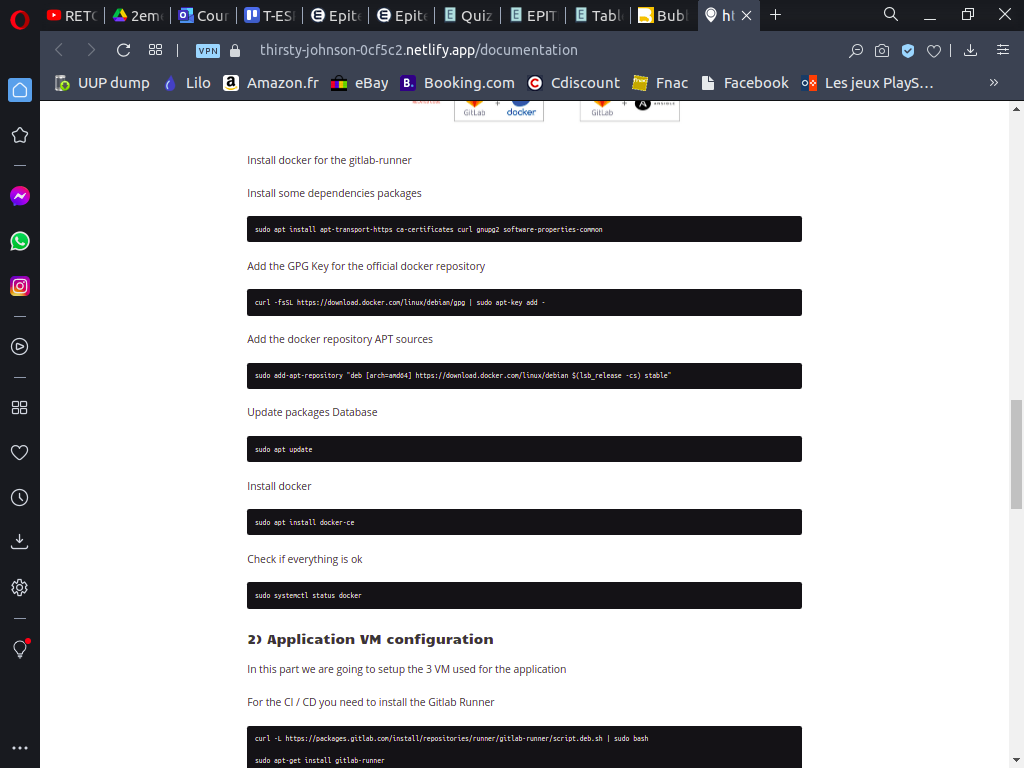 RETC
2eme
Cour
T-ESI
Epite
Epite
Quiz
EPIT
Table
Bubl
ht
VPN
thirsty-johnson-0cf5c2.netlify.app/documentation
UUP dump
Lilo
Amazon.fr
eBay
Booking.com
Cdiscount
Fnac
Facebook
Les jeux PlayS…
GitLab
+
docker
GitLab
+
ANSIBLE
Install docker for the gitlab-runner
Install some dependencies packages
sudo apt install apt-transport-https ca-certificates curl gnupg2 software-properties-common
Add the GPG Key for the official docker repository
curl -fsSL https://download.docker.com/linux/debian/gpg | sudo apt-key add -
Add the docker repository APT sources
sudo add-apt-repository "deb [arch=amd64] https://download.docker.com/linux/debian $(lsb_release -cs) stable"
Update packages Database
sudo apt update
Install docker
sudo apt install docker-ce
Check if everything is ok
sudo systemctl status docker
2) Application VM configuration
In this part we are going to setup the 3 VM used for the application
For the CI / CD you need to install the Gitlab Runner
curl -L https://packages.gitlab.com/install/repositories/runner/gitlab-runner/script.deb.sh | sudo bash
sudo apt-get install gitlab-runner